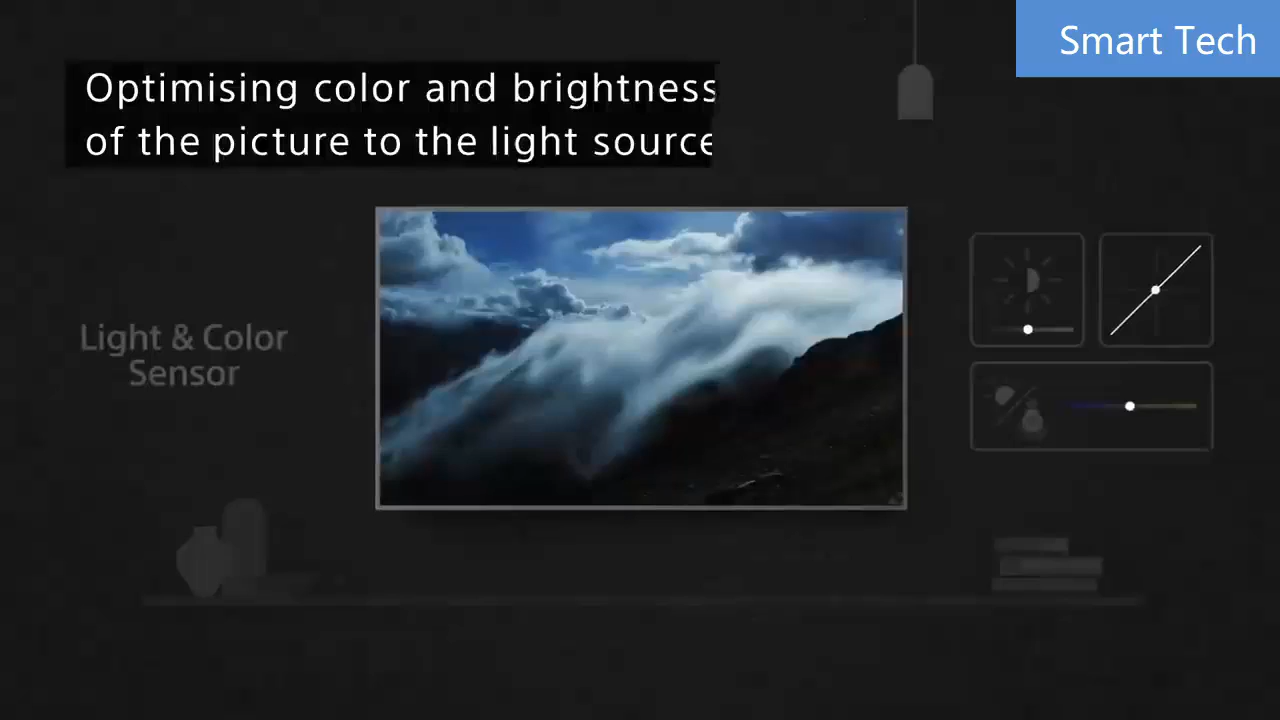 Smart Tech
Optimising color and brightness
of the picture to the light source
Light & Color
Sensor